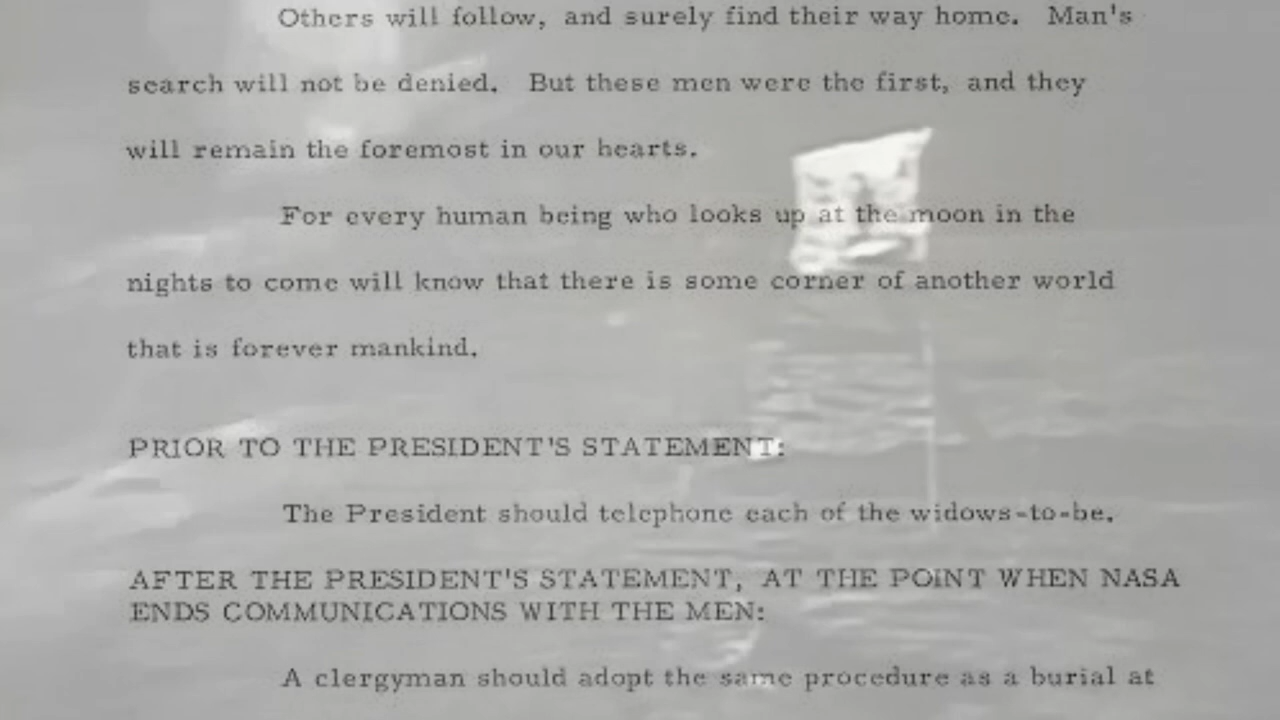 Others will follow, and surely find their way home. Man's
search will not be denied. But these men were the first, and they
will remain the foremost in our hearts.
For every human being who looks up at the moon in the
nights to come will know that there is some corner of another world
that is forever mankind.
PRIOR TO THE PRESIDENT'S STATEMENT:
The President should telephone each of the widows-to-be.
AFTER THE PRESIDENT'S STATEMENT, AT THE POINT WHEN NASA
ENDS COMMUNICATIONS WITH THE MEN:
A clergyman should adopt the same procedure as a burial at